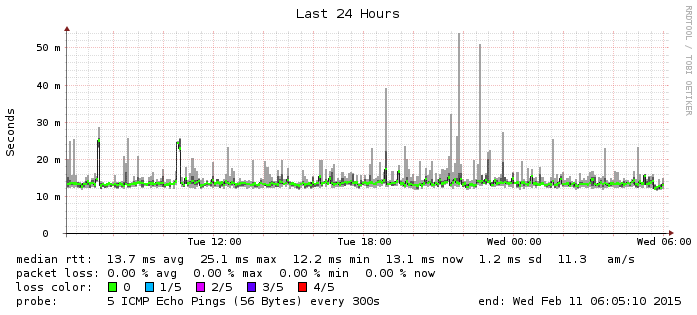 Last 24 Hours
RRDTOOL / TOBI OETIKER
Seconds
50 m
40 m
30 m
20 m
10 m
0
Tue 12:00 Tue 18:00 Wed 00:00 Wed 06:00
median rtt: 13.7 ms avg 25.1 ms max 12.2 ms min 13.1 ms now 1.2 ms sd 11.3 am/s
packet loss: 0.00 % avg 0.00 % max 0.00 % min 0.00 % now
loss color: 0 1/5 2/5 3/5 4/5
probe: 5 ICMP Echo Pings (56 Bytes) every 300s end: Wed Feb 11 06:05:10 2015